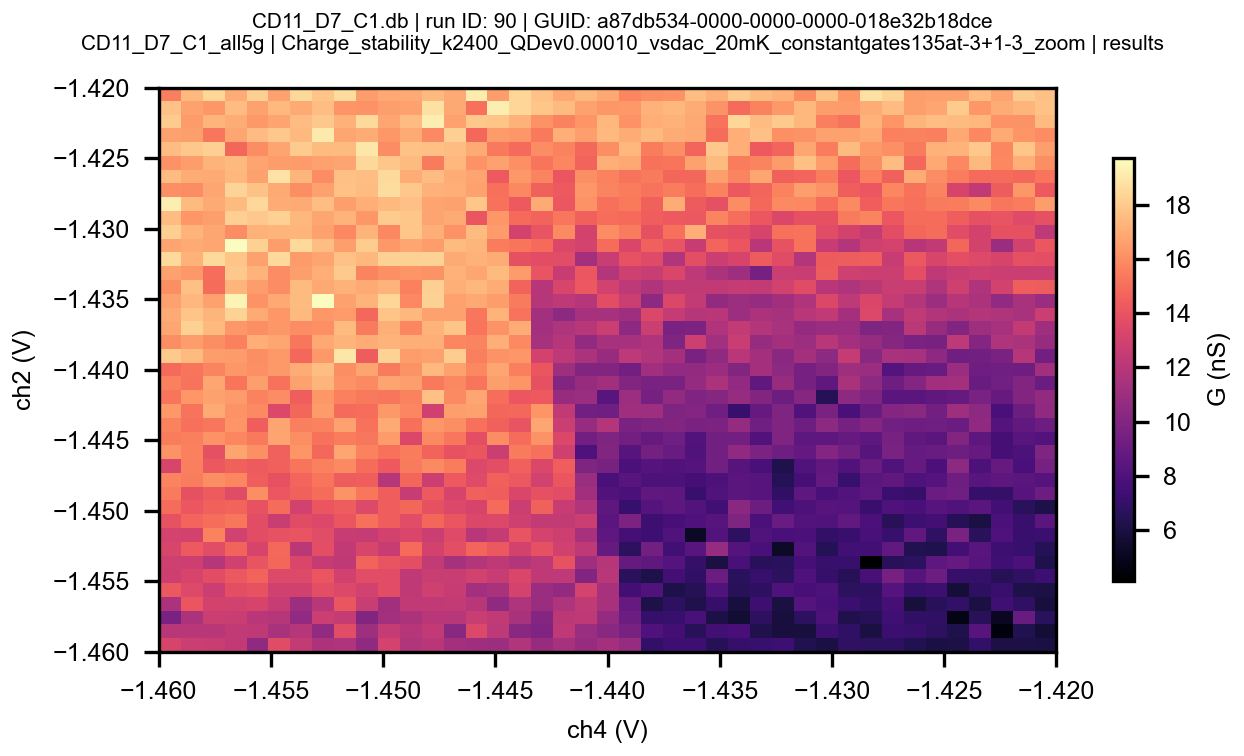 CD11_D7_C1.db | run ID: 90 | GUID: a87db534-0000-0000-0000-018e32b18dce
CD11_D7_C1_all5g | Charge_stability_k2400_QDev0.00010_vsdac_20mK_constantgates135at-3+1-3_zoom | results
−1.420
−1.425
−1.430
−1.435
−1.440
−1.445
−1.450
−1.455
−1.460
ch2 (V)
−1.460 −1.455 −1.450 −1.445 −1.440 −1.435 −1.430 −1.425 −1.420
ch4 (V)
18
16
14
12
10
8
6
G (nS)